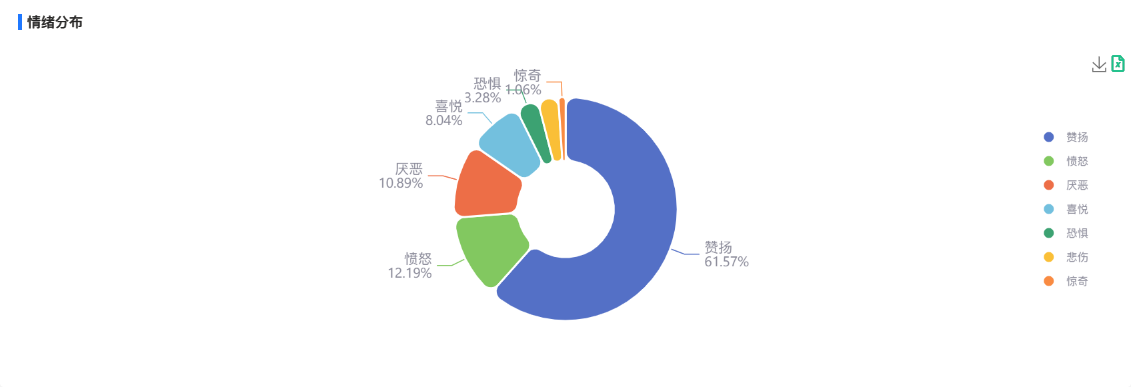 情绪分布
惊奇
1.06%
恐惧
3.28%
喜悦
8.04%
厌恶
10.89%
愤怒
12.19%
赞扬
61.57%
赞扬
愤怒
厌恶
喜悦
恐惧
悲伤
惊奇